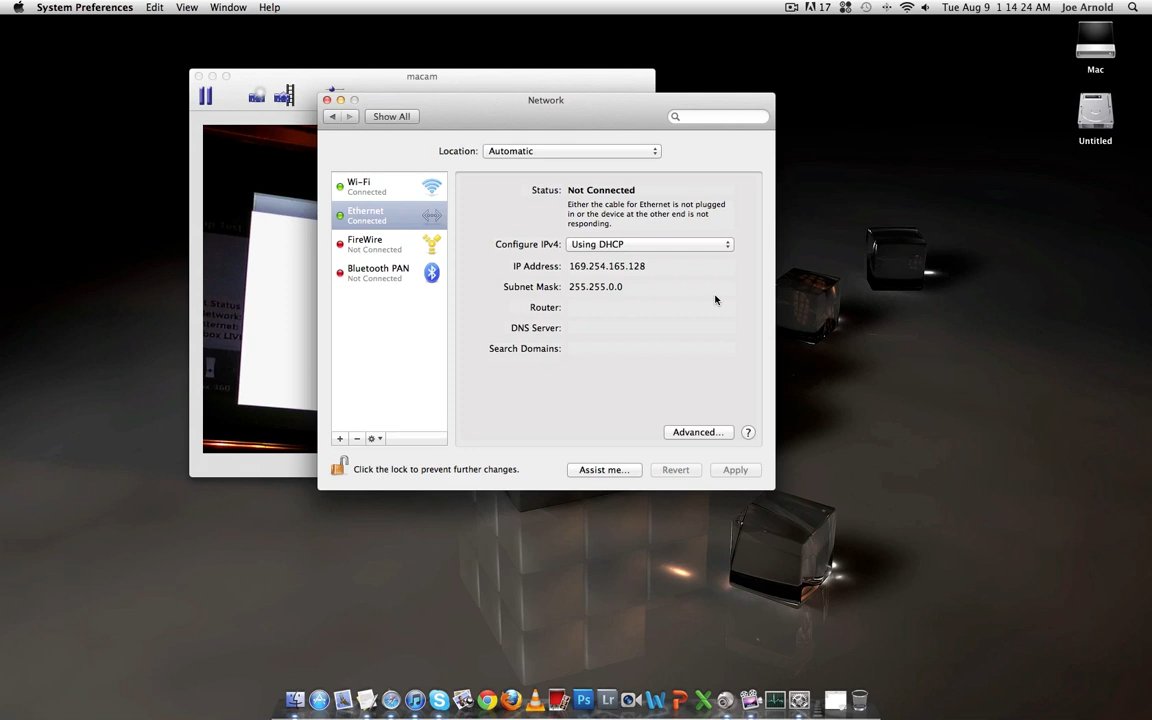 System Preferences Edit View Window Help
17 Tue Aug 9 1:14:24 AM Joe Arnold
Mac
Untitled
macam
Network
Show All
Location: Automatic
Wi-Fi
Connected
Ethernet
Connected
FireWire
Not Connected
Bluetooth PAN
Not Connected
Status: Not Connected
Either the cable for Ethernet is not plugged
in or the device at the other end is not
responding.
Configure IPv4: Using DHCP
IP Address: 169.254.165.128
Subnet Mask: 255.255.0.0
Router:
DNS Server:
Search Domains:
Advanced... ?
Click the lock to prevent further changes.
Assist me... Revert Apply
Status
Ps Lr